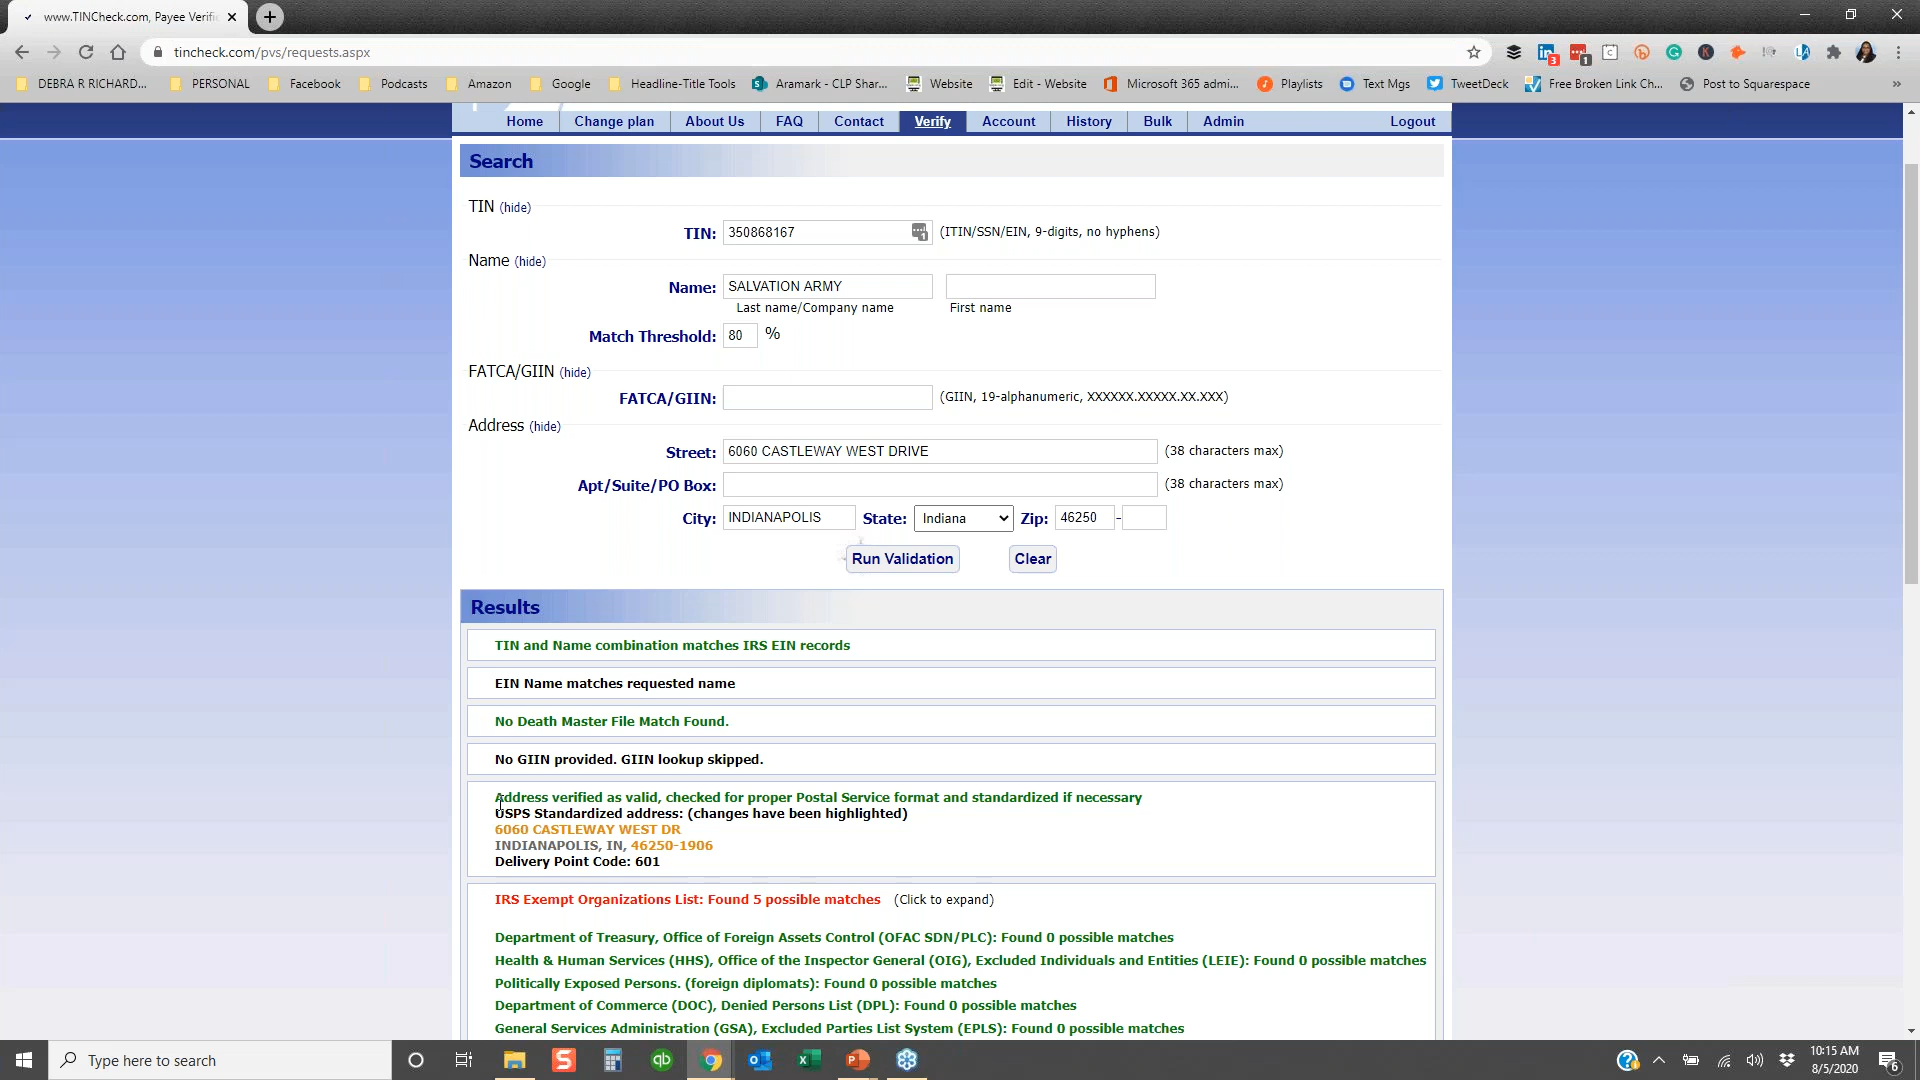 www.TINCheck.com, Payee Verifi
tincheck.com/pvs/requests.aspx
DEBRA R RICHARD... PERSONAL Facebook Podcasts Amazon Google Headline-Title Tools Aramark - CLP Shar... Website Edit - Website Microsoft 365 admi... Playlists Text Mgs TweetDeck Free Broken Link Ch... Post to Squarespace »
Home Change plan About Us FAQ Contact Verify Account History Bulk Admin Logout
Search
TIN (hide)
TIN: 350868167 (ITIN/SSN/EIN, 9-digits, no hyphens)
Name (hide)
Name: SALVATION ARMY
Last name/Company name First name
Match Threshold: 80 %
FATCA/GIIN (hide)
FATCA/GIIN: (GIIN, 19-alphanumeric, XXXXXX.XXXXX.XX.XXX)
Address (hide)
Street: 6060 CASTLEWAY WEST DRIVE (38 characters max)
Apt/Suite/PO Box: (38 characters max)
City: INDIANAPOLIS State: Indiana Zip: 46250 -
Run Validation Clear
Results
TIN and Name combination matches IRS EIN records
EIN Name matches requested name
No Death Master File Match Found.
No GIIN provided. GIIN lookup skipped.
Address verified as valid, checked for proper Postal Service format and standardized if necessary
USPS Standardized address: (changes have been highlighted)
6060 CASTLEWAY WEST DR
INDIANAPOLIS, IN, 46250-1906
Delivery Point Code: 601
IRS Exempt Organizations List: Found 5 possible matches (Click to expand)
Department of Treasury, Office of Foreign Assets Control (OFAC SDN/PLC): Found 0 possible matches
Health & Human Services (HHS), Office of the Inspector General (OIG), Excluded Individuals and Entities (LEIE): Found 0 possible matches
Politically Exposed Persons. (foreign diplomats): Found 0 possible matches
Department of Commerce (DOC), Denied Persons List (DPL): Found 0 possible matches
General Services Administration (GSA), Excluded Parties List System (EPLS): Found 0 possible matches
Type here to search
10:15 AM
8/5/2020
6